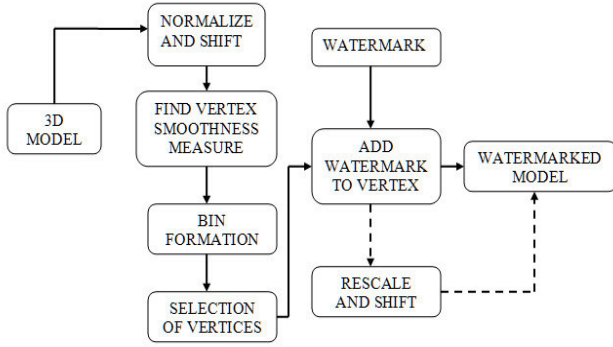 NORMALIZE
AND SHIFT
WATERMARK
3D
MODEL
FIND VERTEX
SMOOTHNESS
MEASURE
ADD
WATERMARK
TO VERTEX
WATERMARKED
MODEL
BIN
FORMATION
RESCALE
AND SHIFT
SELECTION
OF VERTICES